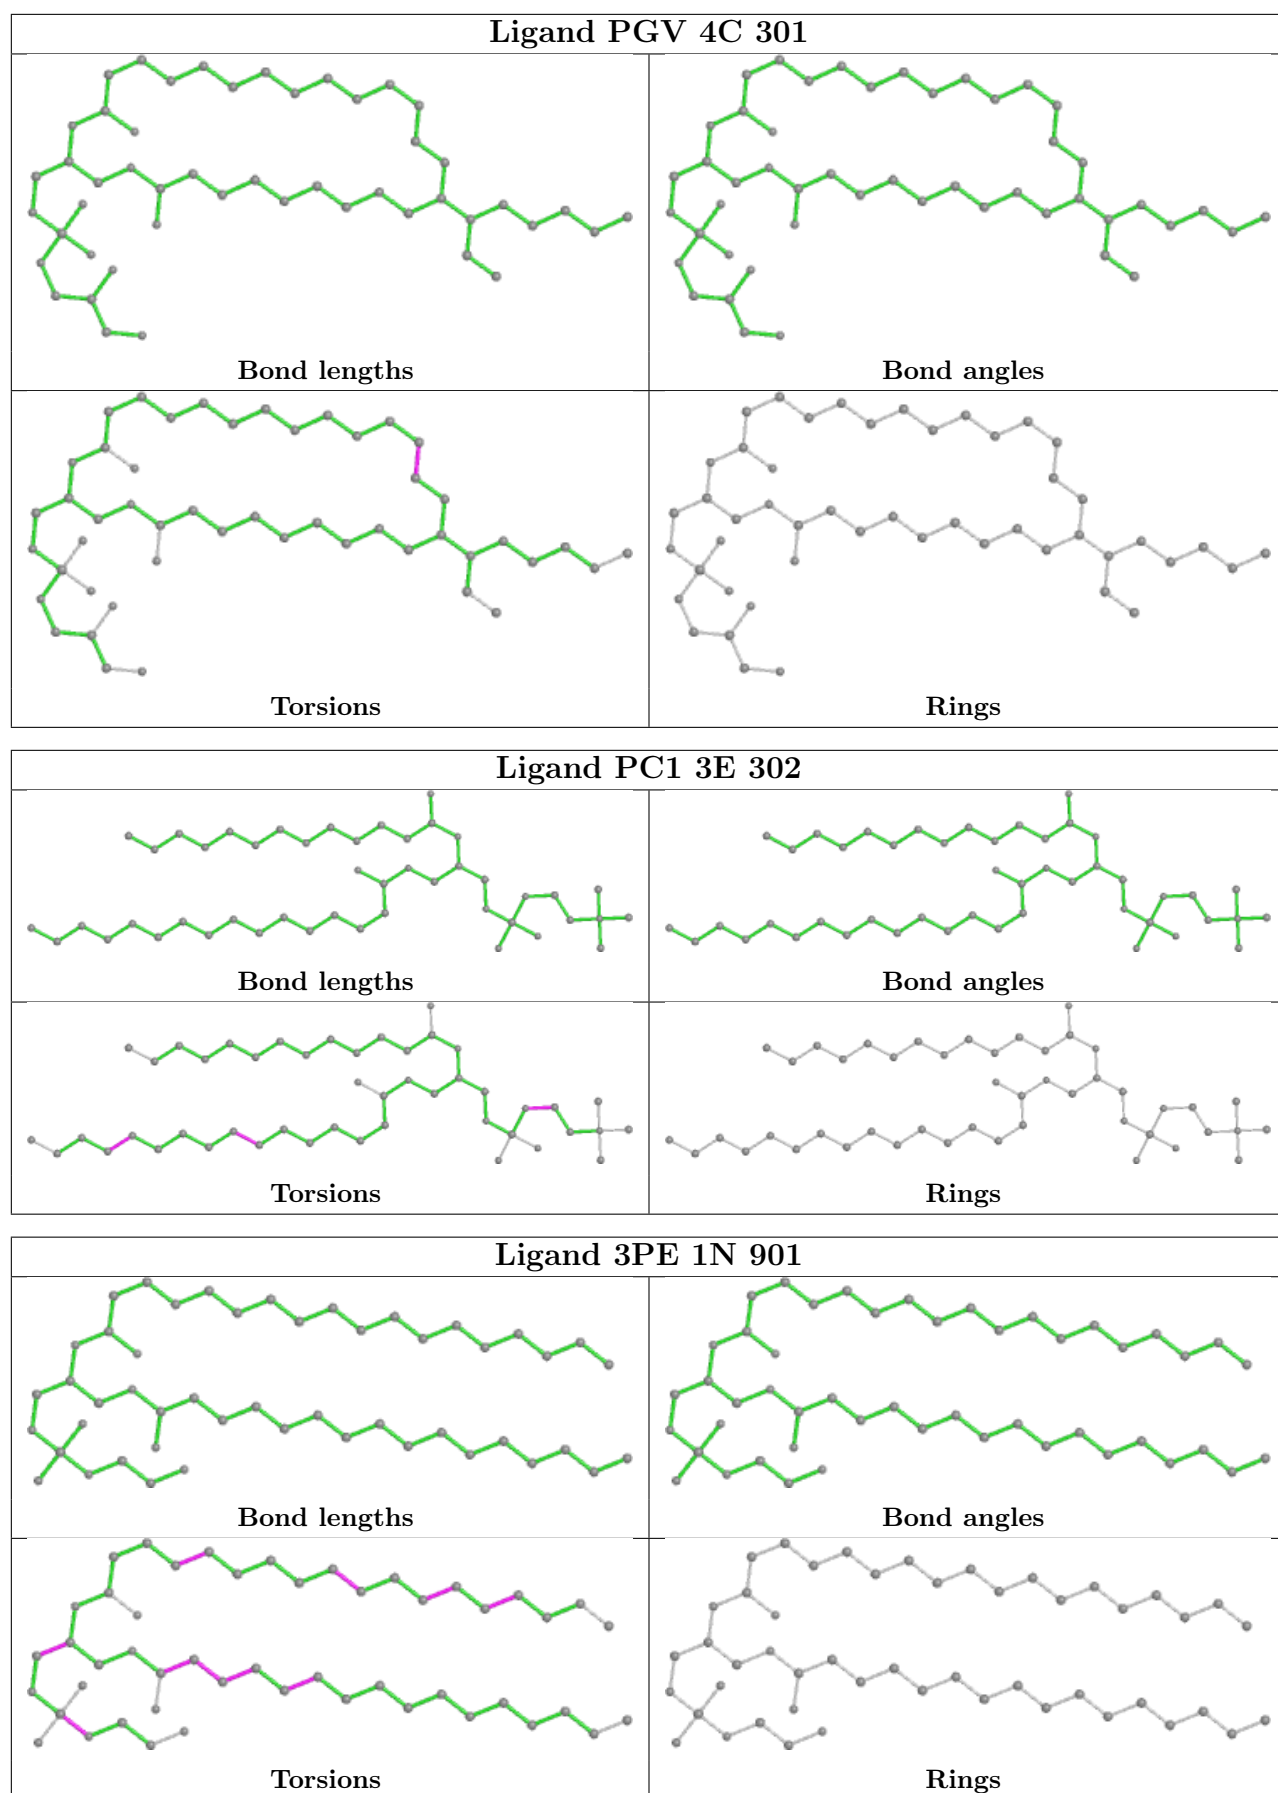 Ligand PGV 4C 301
Bond lengths
Bond angles
Torsions
Rings
Ligand PC1 3E 302
Bond lengths
Bond angles
Torsions
Rings
Ligand 3PE 1N 901
Bond lengths
Bond angles
Torsions
Rings